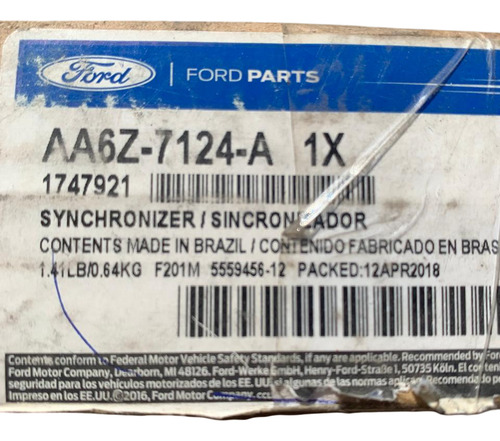 Ford | FORD PARTS
AA6Z-7124-A 1X
1747921
SYNCHRONIZER / SINCRONIZADOR
CONTENTS MADE IN BRAZIL / CONTENIDO FABRICADO EN BRAS
1.41LB/0.64KG F201M 5559456-12 PACKED:12APR2018
Contents conform to Federal Motor Vehicle Safety Standards, if any are applicable. Recommended by For
Ford Motor Company, Dearborn, MI 48126. Ford-Werke GmbH, Henry-Ford-Straße 1, 50735 Köln. El con
seguridad para los vehículos motorizados de los EE.UU. si algunas de las normas aplican. Recomendado po
Impreso en los EE.UU. ©2016, Ford Motor Company,